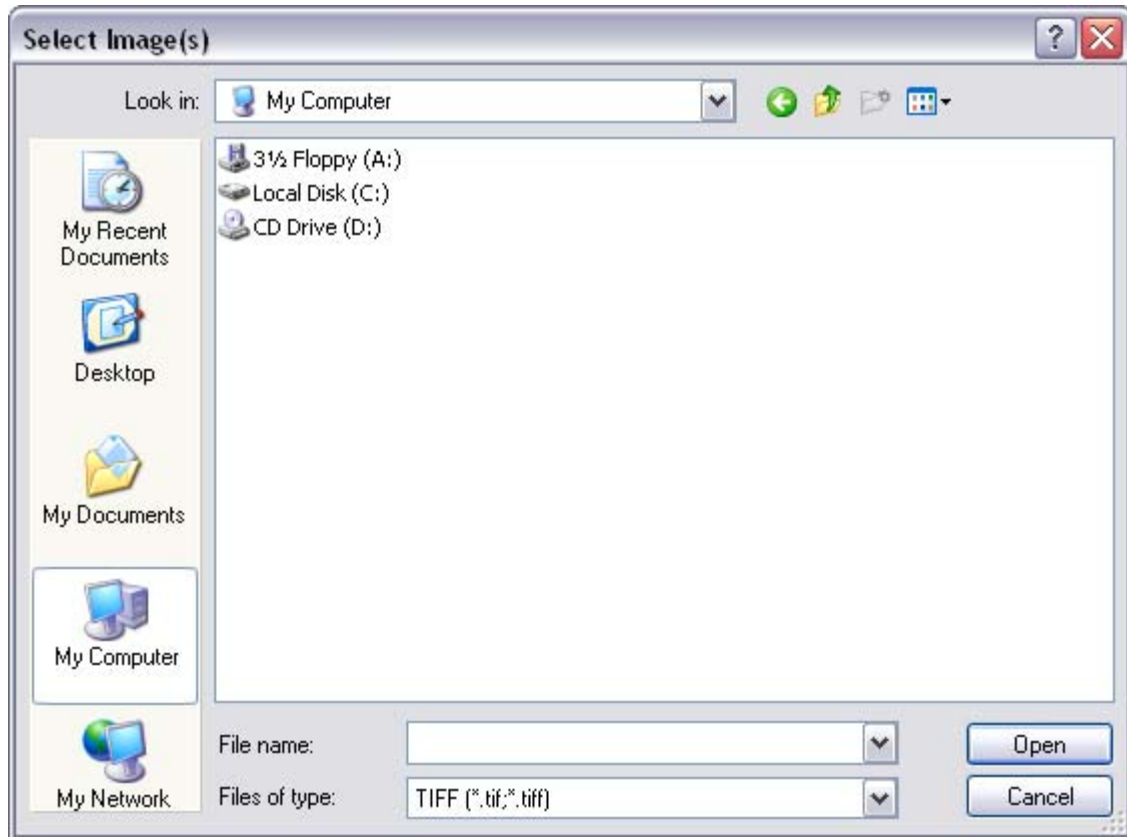 Select Image(s)
Look in:
My Computer
3½ Floppy (A:)
Local Disk (C:)
CD Drive (D:)
My Recent
Documents
Desktop
My Documents
My Computer
My Network
File name:
Open
Files of type:
TIFF (*.tif;*.tiff)
Cancel